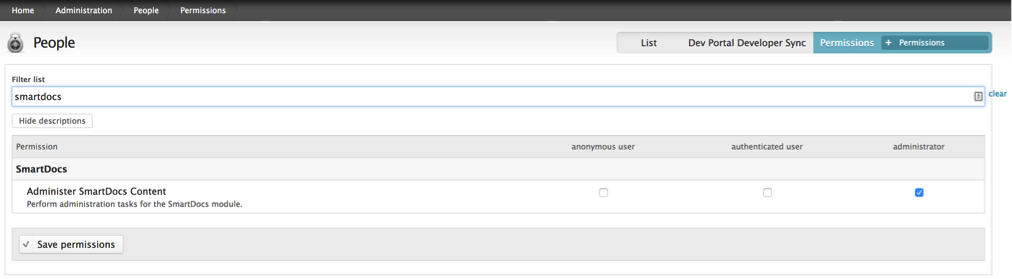 Home Administration People Permissions
People
List Dev Portal Developer Sync Permissions + Permissions
Filter list
smartdocs
clear
Hide descriptions
Permission anonymous user authenticated user administrator
SmartDocs
Administer SmartDocs Content
Perform administration tasks for the SmartDocs module.
Save permissions